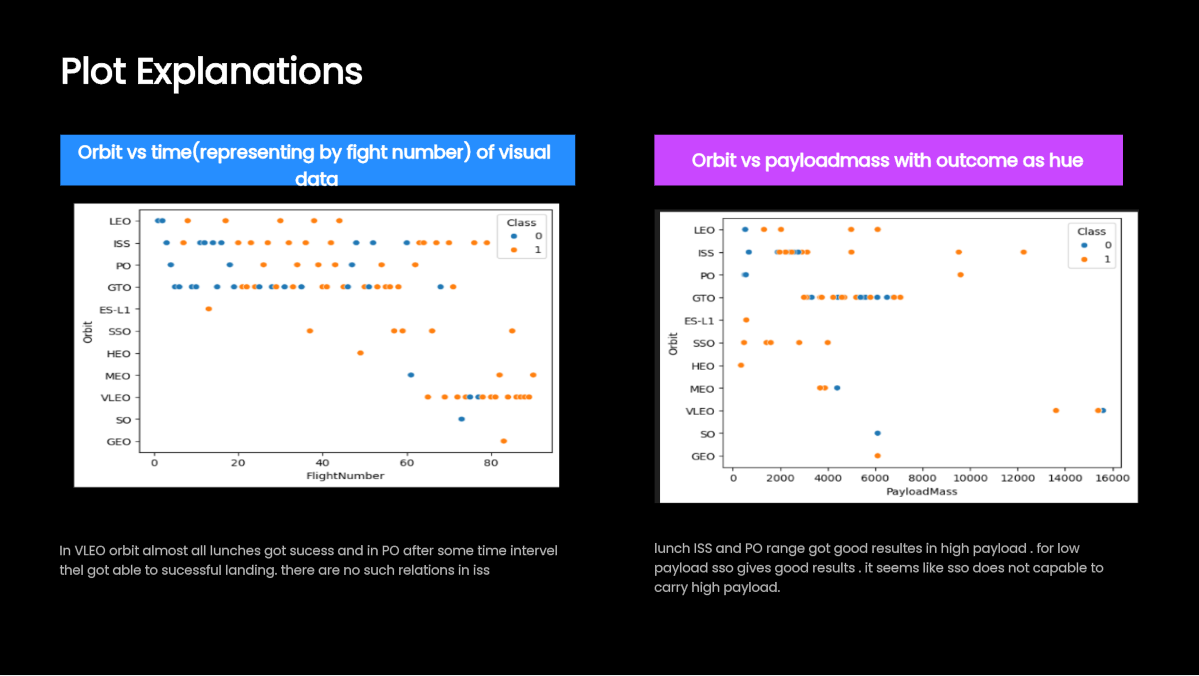 Plot Explanations
Orbit vs time(representing by fight number) of visual
data
Orbit vs payloadmass with outcome as hue
LEO
ISS
PO
GTO
ES-L1
SSO
HEO
MEO
VLEO
SO
GEO
Orbit
0
20
40
60
80
FlightNumber
Class
0
1
LEO
ISS
PO
GTO
ES-L1
SSO
HEO
MEO
VLEO
SO
GEO
Orbit
0
2000
4000
6000
8000
10000
12000
14000
16000
PayloadMass
Class
0
1
In VLEO orbit almost all lunches got sucess and in PO after some time intervel
thel got able to sucessful landing. there are no such relations in iss
lunch ISS and PO range got good resultes in high payload . for low
payload sso gives good results . it seems like sso does not capable to
carry high payload.